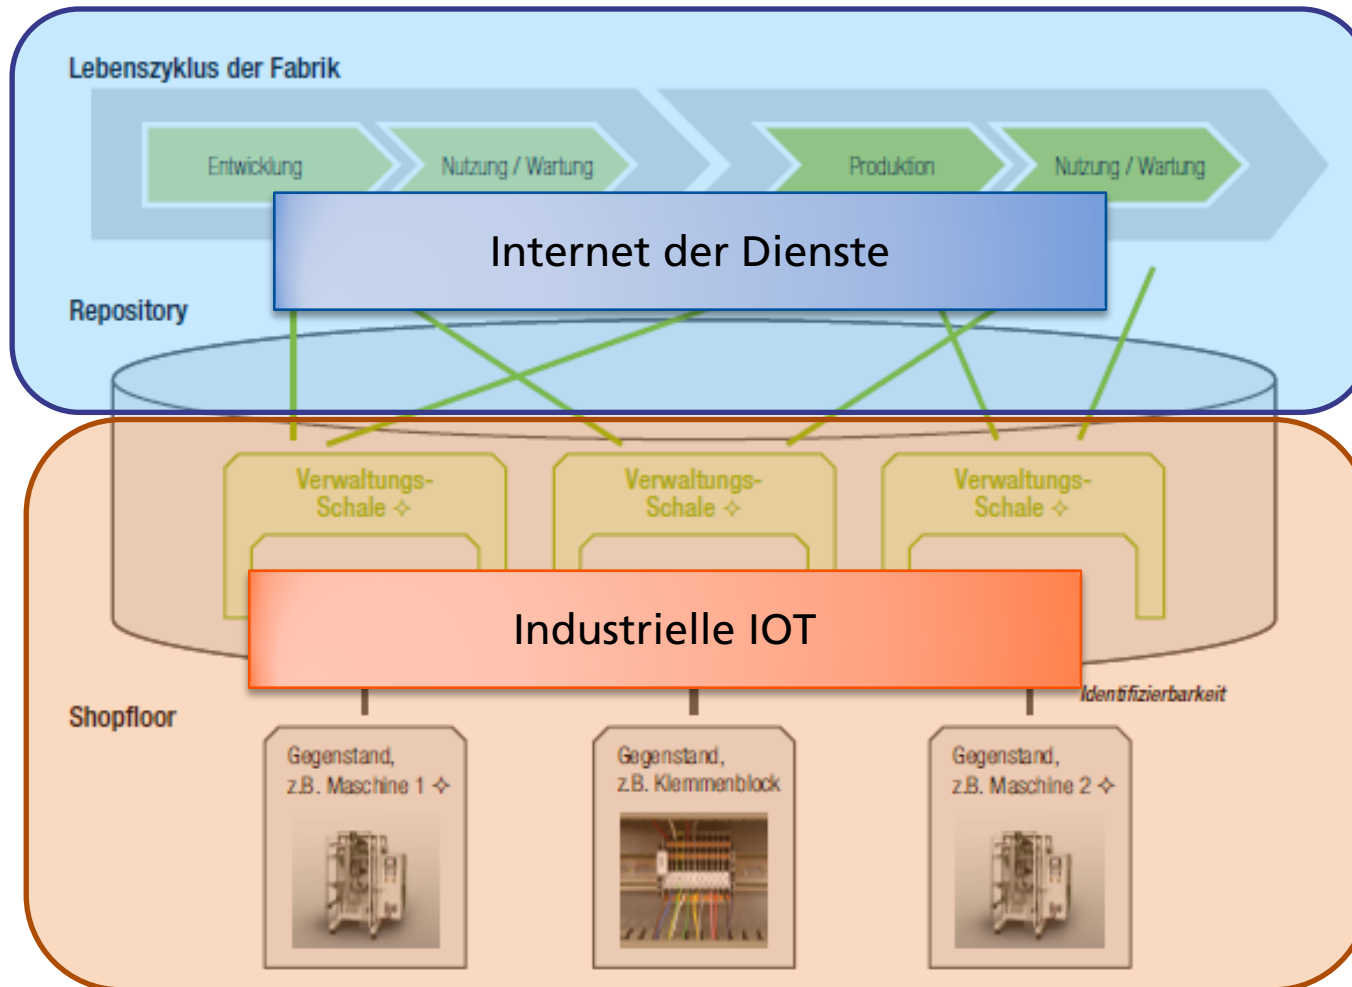 Lebenszyklus der Fabrik
Entwicklung
Nutzung / Wartung
Produktion
Nutzung / Wartung
Internet der Dienste
Repository
Verwaltungs-
Schale ✧
Verwaltungs-
Schale ✧
Verwaltungs-
Schale ✧
Industrielle IOT
Identifizierbarkeit
Shopfloor
Gegenstand,
z.B. Maschine 1 ✧
Gegenstand,
z.B. Klemmenblock
Gegenstand,
z.B. Maschine 2 ✧